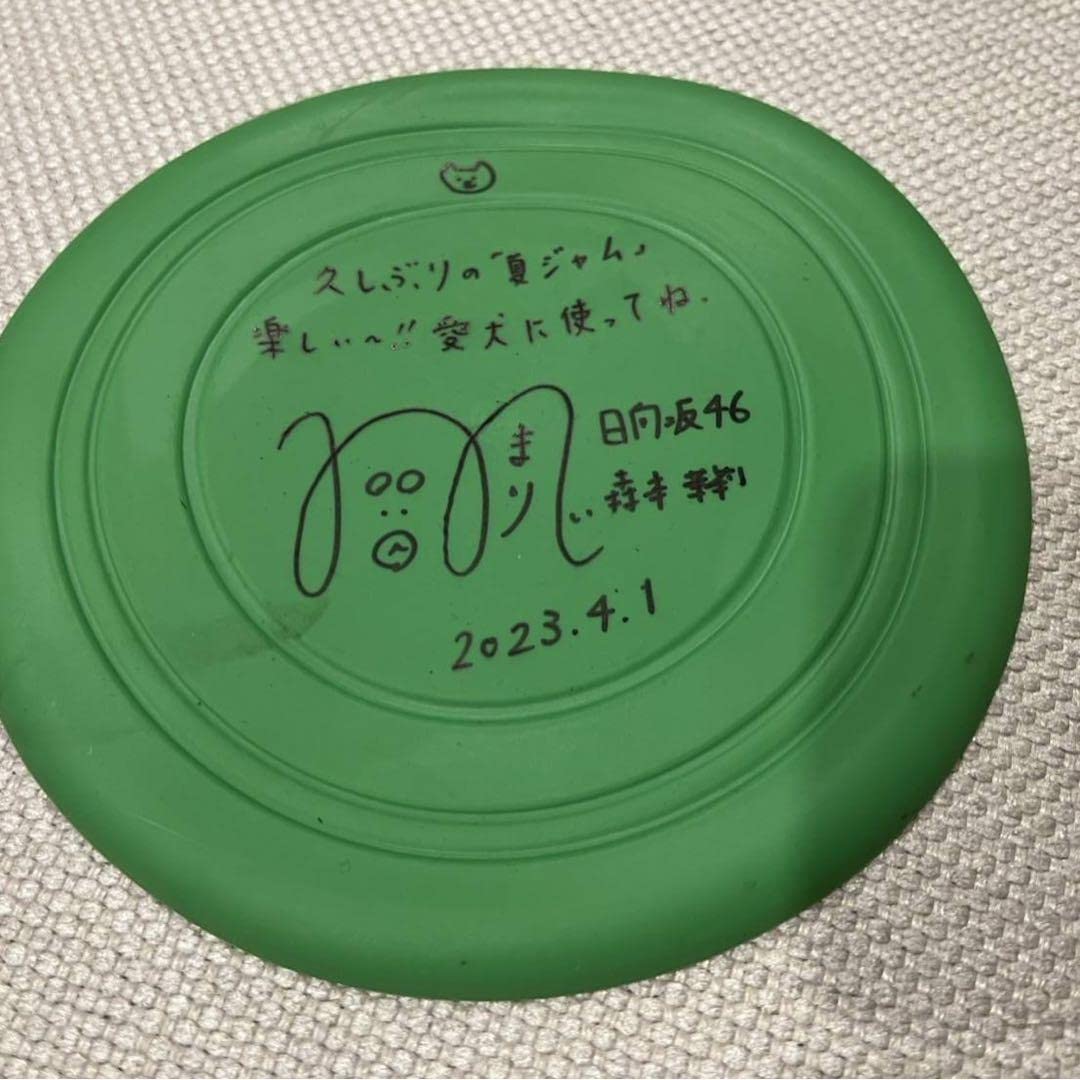 久しぶりの「夏ジャム」
楽しい〜!! 愛犬に使ってね.
まりぃ
日向坂46
森本茉莉
2023.4.1